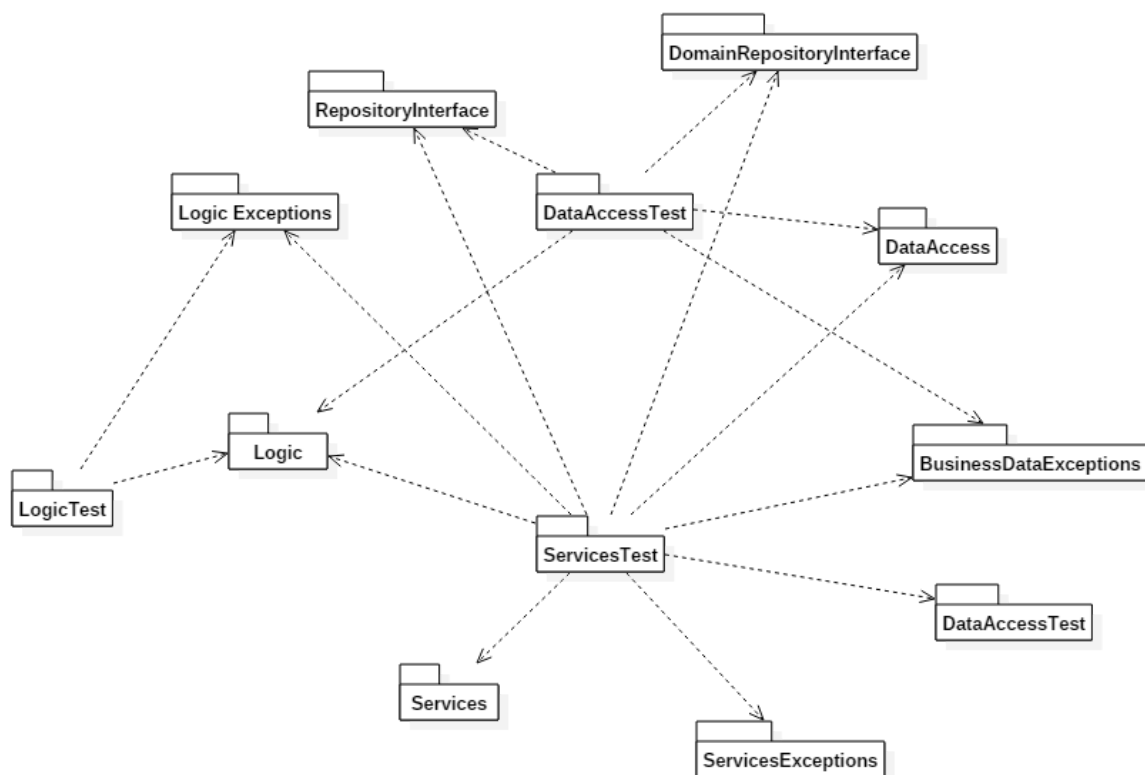 DomainRepositoryInterface
RepositoryInterface
Logic Exceptions
DataAccessTest
DataAccess
Logic
BusinessDataExceptions
LogicTest
ServicesTest
DataAccessTest
Services
ServicesExceptions